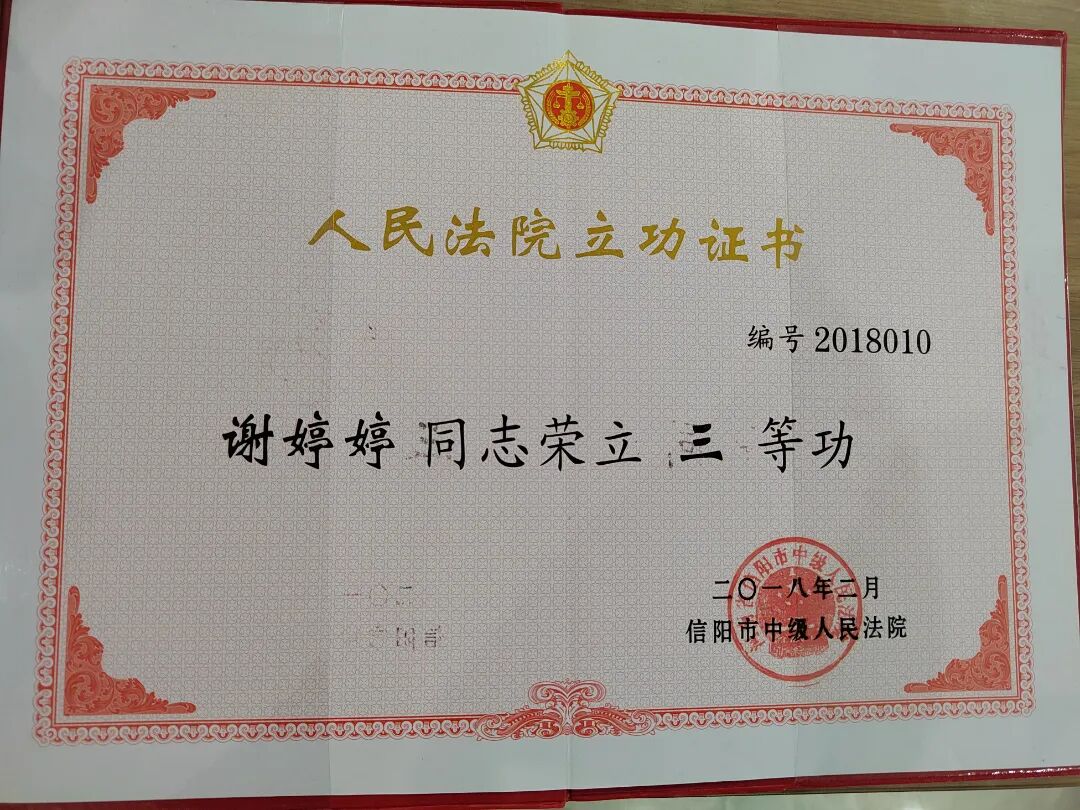 人民法院立功证书
编号 2018010
谢婷婷 同志荣立 三 等功
二〇一八年二月
信阳市中级人民法院